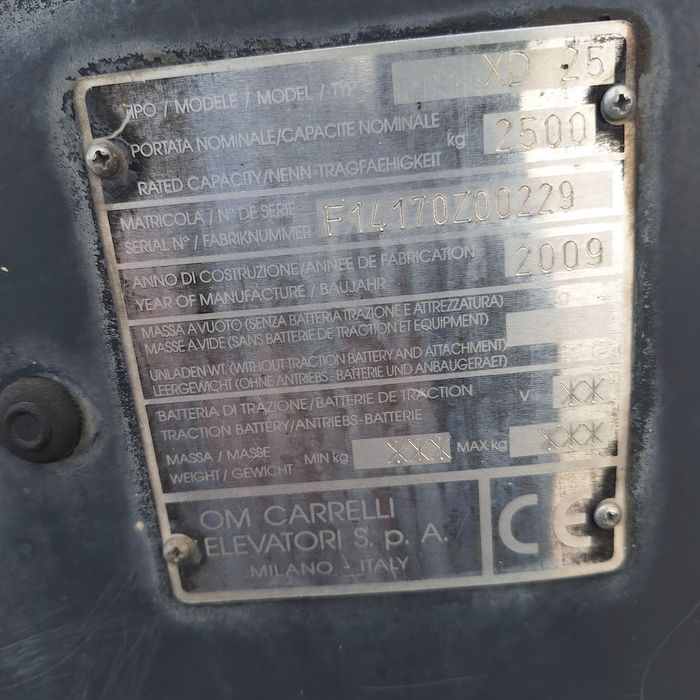 TIPO / MODELE / MODEL / TYP XD 25
PORTATA NOMINALE/CAPACITE NOMINALE kg 2500
RATED CAPACITY/NENN-TRAGFAEHIGKEIT
MATRICOLA / N° DE SERIE F14170Z00229
SERIAL N° / FABRIKNUMMER
ANNO DI COSTRUZIONE/ANNEE DE FABRICATION 2009
YEAR OF MANUFACTURE / BAUJAHR
MASSA A VUOTO (SENZA BATTERIA TRAZIONE E ATTREZZATURA) kg
MASSE A.VIDE (SANS BATTERIE DE TRACTION ET EQUIPMENT)
UNLADEN WT. (WITHOUT TRACTION BATTERY AND ATTACHMENT)
LEERGEWICHT (OHNE ANTRIEBS- BATTERIE UND ANBAUGERAET)
BATTERIA DI TRAZIONE/BATTERIE DE TRACTION V XX
TRACTION BATTERY/ANTRIEBS-BATTERIE
MASSA / MASSE MIN kg XXX MAX kg XXX
WEIGHT / GEWICHT
OM CARRELLI
ELEVATORI S. p. A.
MILANO - ITALY
CE